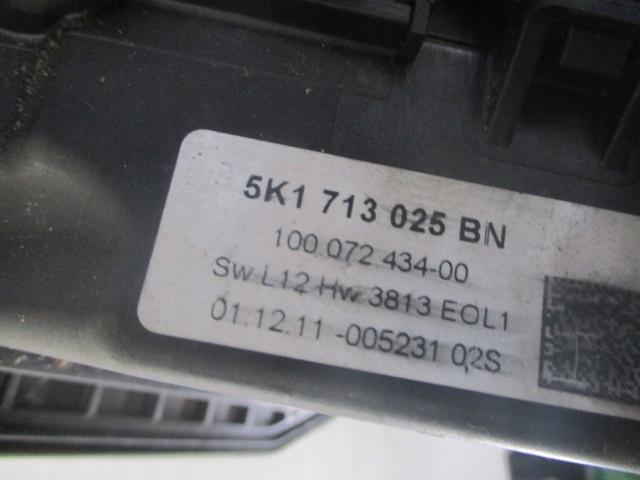 5K1 713 025 BN
100 072 434-00
Sw L12 Hw 3813 EOL1
01.12.11 -005231 02S